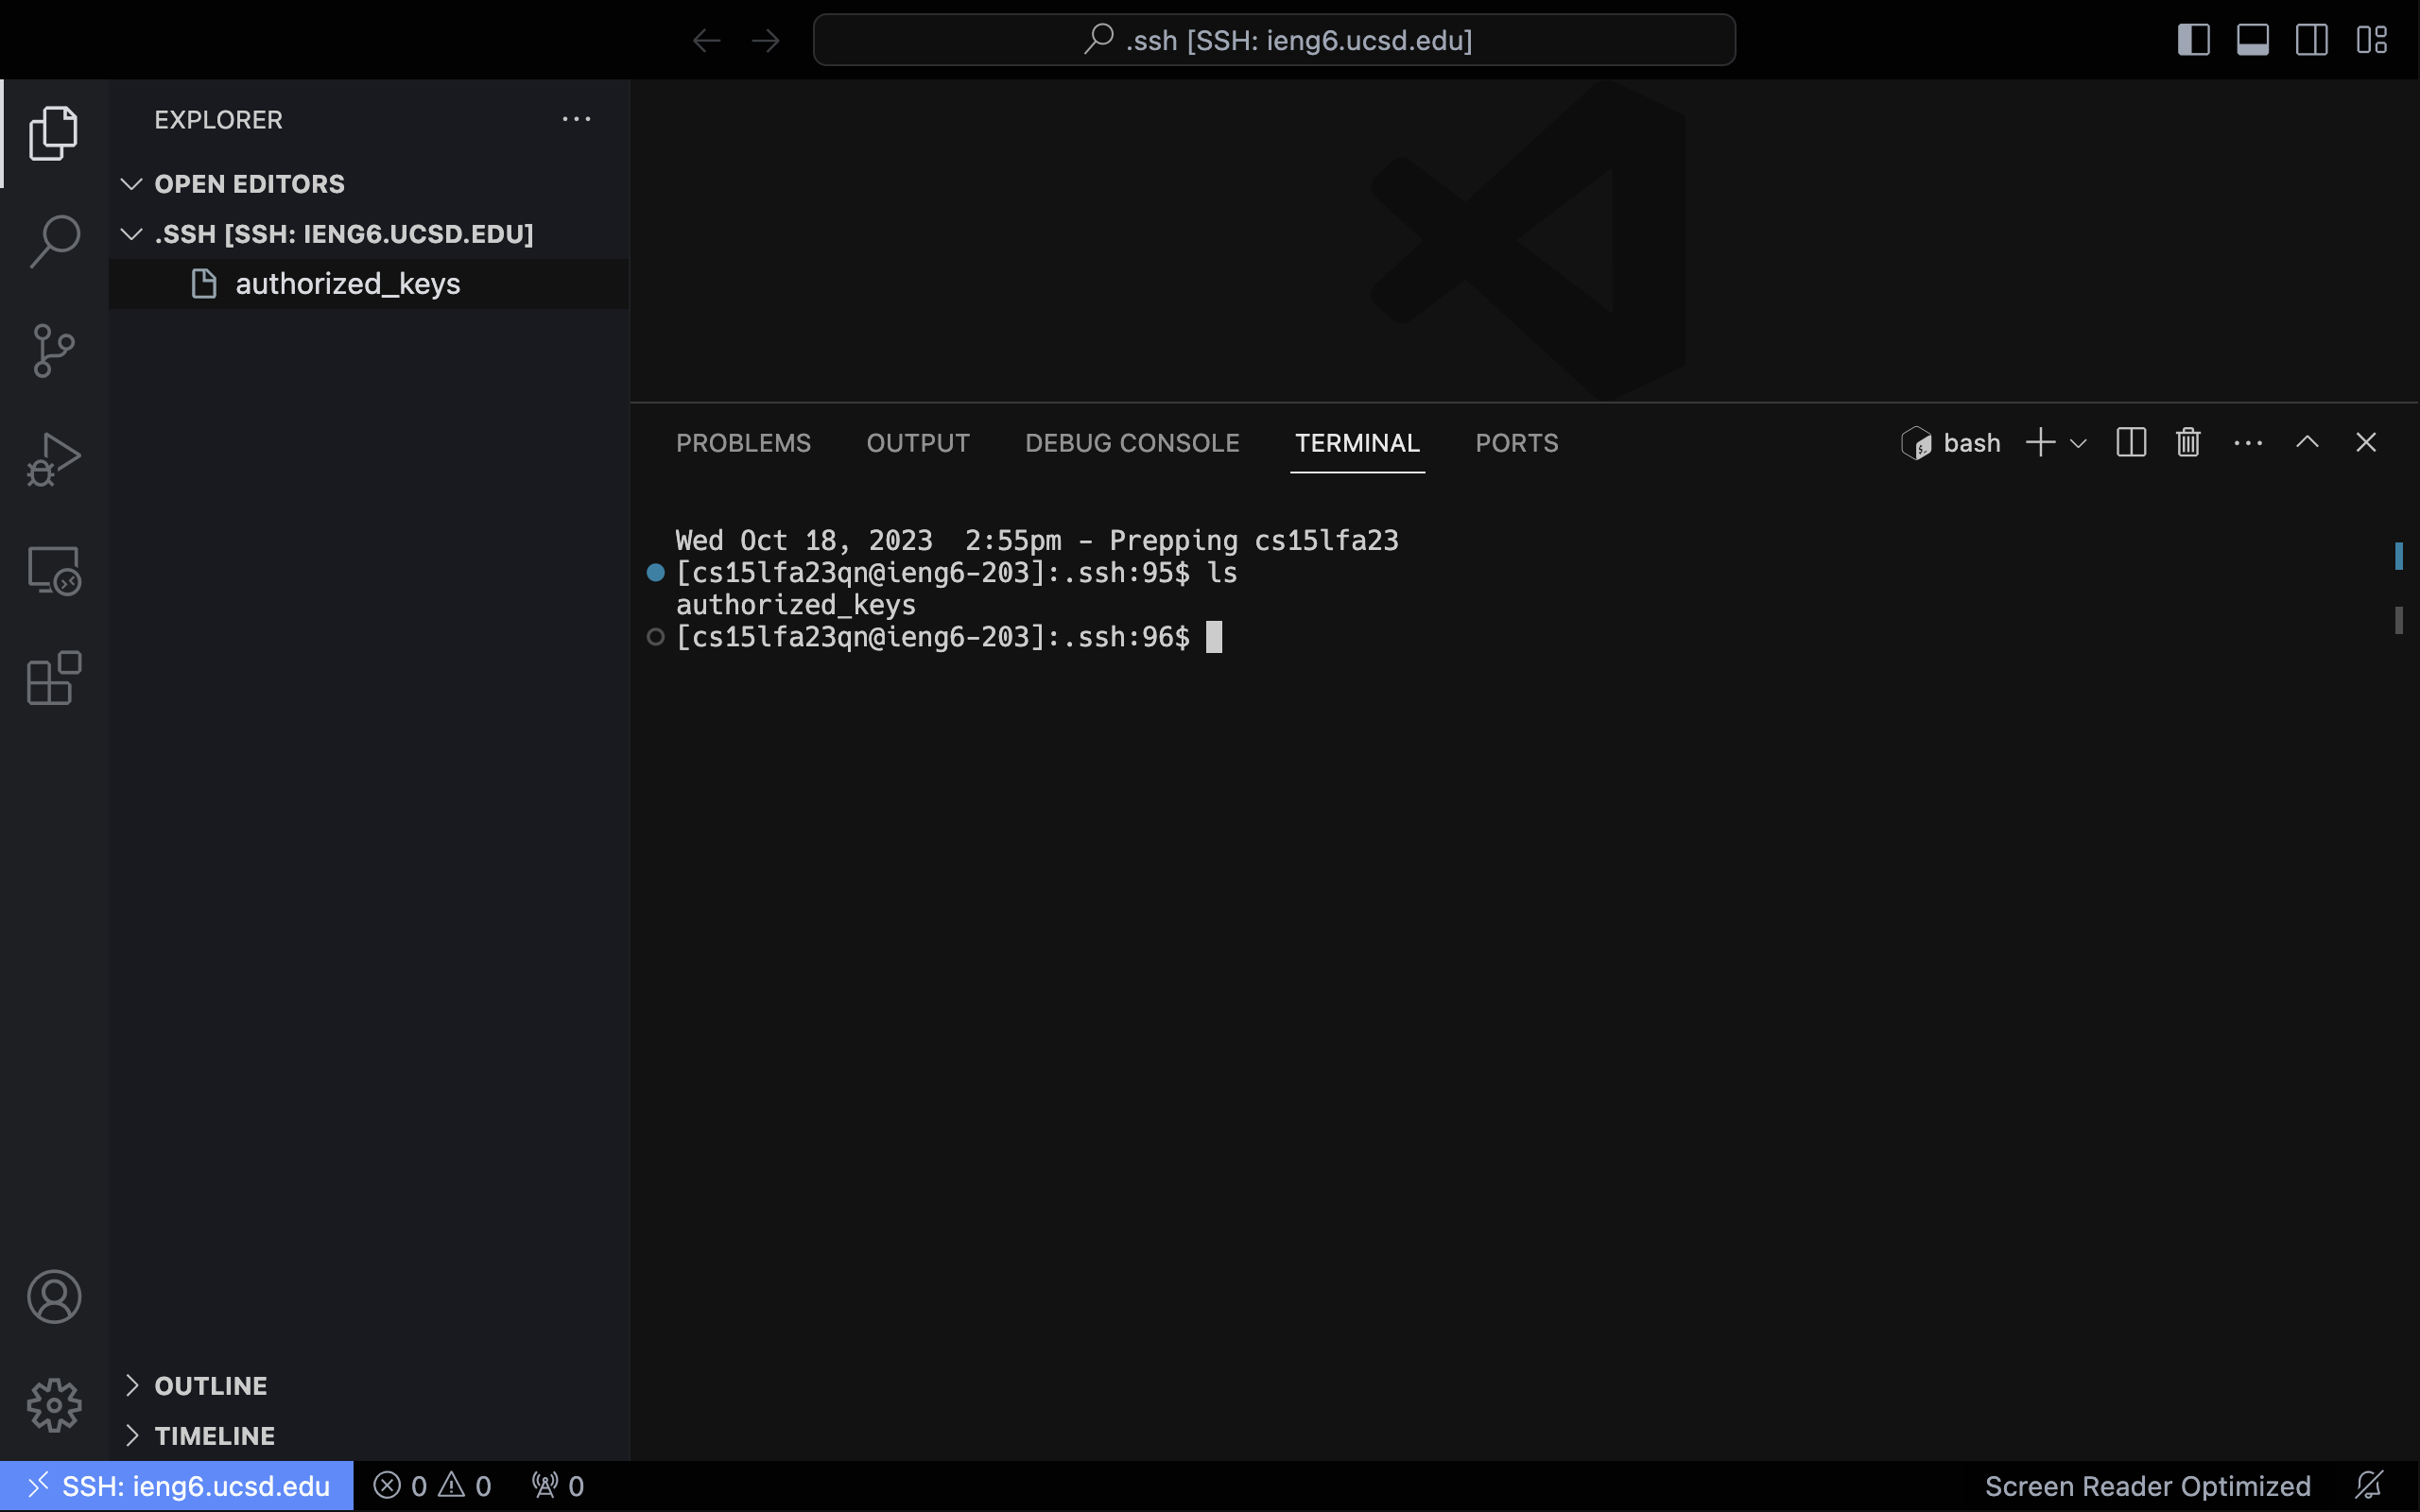 .ssh [SSH: ieng6.ucsd.edu]
EXPLORER
OPEN EDITORS
.SSH [SSH: IENG6.UCSD.EDU]
authorized_keys
PROBLEMS OUTPUT DEBUG CONSOLE TERMINAL PORTS bash
Wed Oct 18, 2023  2:55pm - Prepping cs15lfa23
[cs15lfa23qn@ieng6-203]:.ssh:95$ ls
authorized_keys
[cs15lfa23qn@ieng6-203]:.ssh:96$
OUTLINE
TIMELINE
SSH: ieng6.ucsd.edu 0 0 0 Screen Reader Optimized